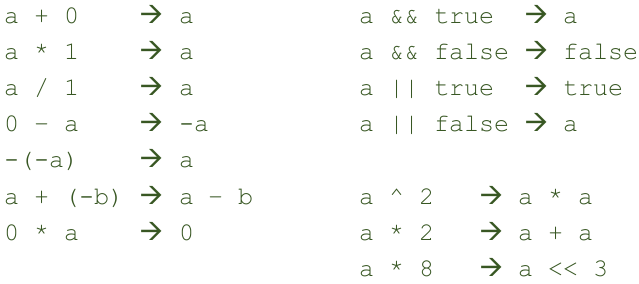 a + 0 → a
a * 1 → a
a / 1 → a
0 – a → -a
-(-a) → a
a + (-b) → a – b
0 * a → 0
a && true → a
a && false → false
a || true → true
a || false → a
a ^ 2 → a * a
a * 2 → a + a
a * 8 → a << 3